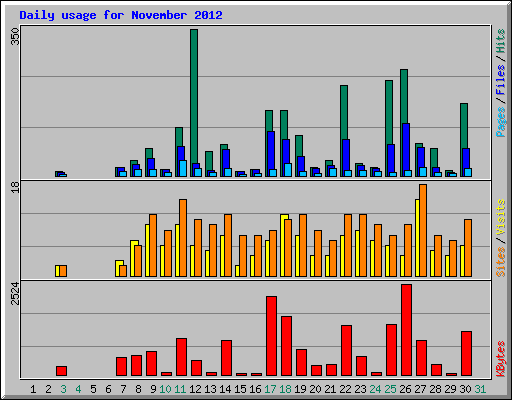 Daily usage for November 2012
350
Pages / Files / Hits
18
Sites / Visits
2524
KBytes
1 2 3 4 5 6 7 8 9 10 11 12 13 14 15 16 17 18 19 20 21 22 23 24 25 26 27 28 29 30 31